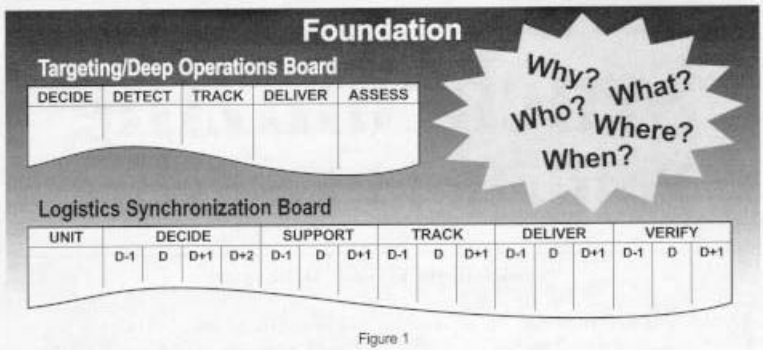 Foundation
Targeting/Deep Operations Board
DECIDE DETECT TRACK DELIVER ASSESS
Why?
What?
Who?
Where?
When?
Logistics Synchronization Board
UNIT DECIDE SUPPORT TRACK DELIVER VERIFY
D-1 D D+1 D+2 D-1 D D+1 D-1 D D+1 D-1 D D+1 D-1 D D+1
Figure 1